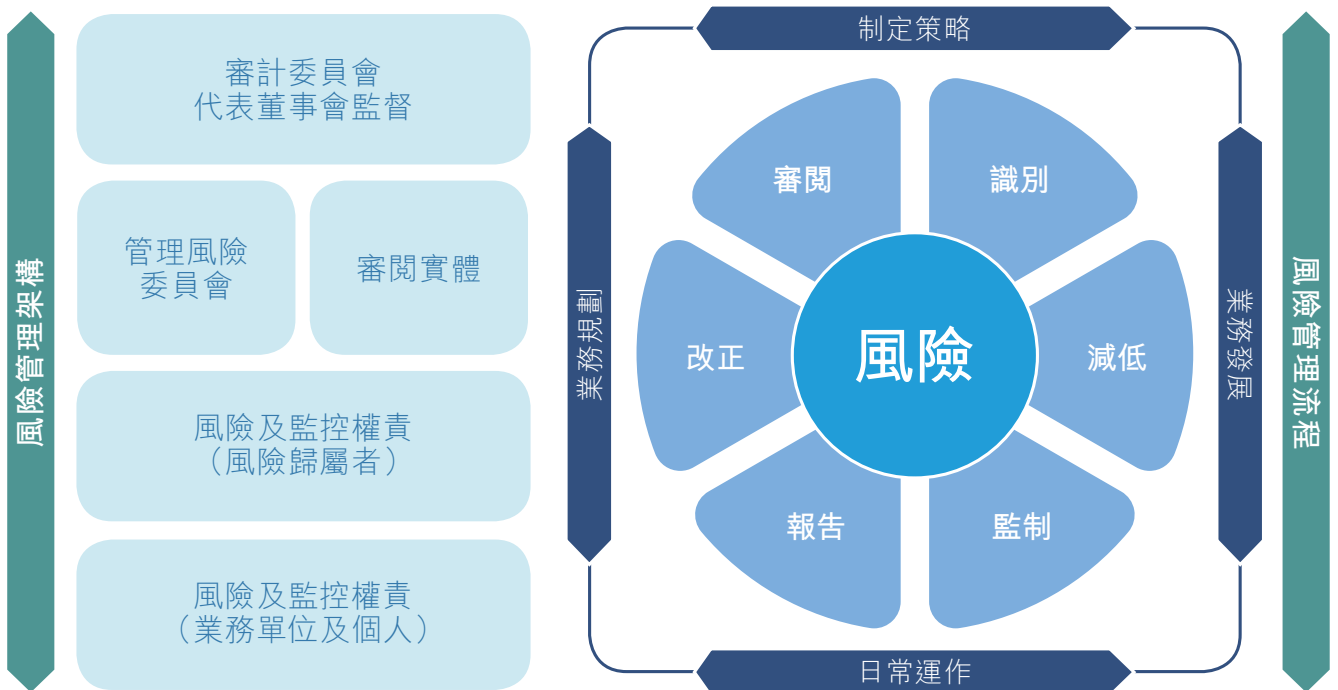 風險管理架構
審計委員會
代表董事會監督
管理風險
委員會
審閱實體
風險及監控權責
（風險歸屬者）
風險及監控權責
（業務單位及個人）
制定策略
業務規劃
審閱
識別
改正
風險
減低
報告
監制
業務發展
日常運作
風險管理流程